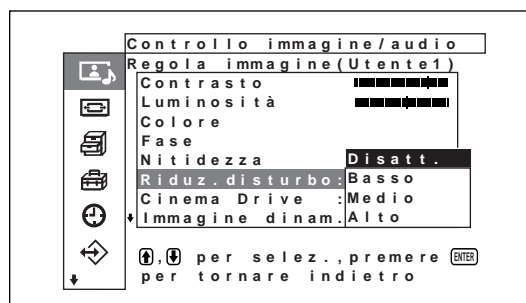 Controllo immagine/audio
Regola immagine(Utente1)
Contrasto
Luminosità
Colore
Fase
Nitidezza Disatt.
Riduz.disturbo: Basso
Cinema Drive : Medio
Immagine dinam. Alto
, per selez.,premere ENTER
per tornare indietro